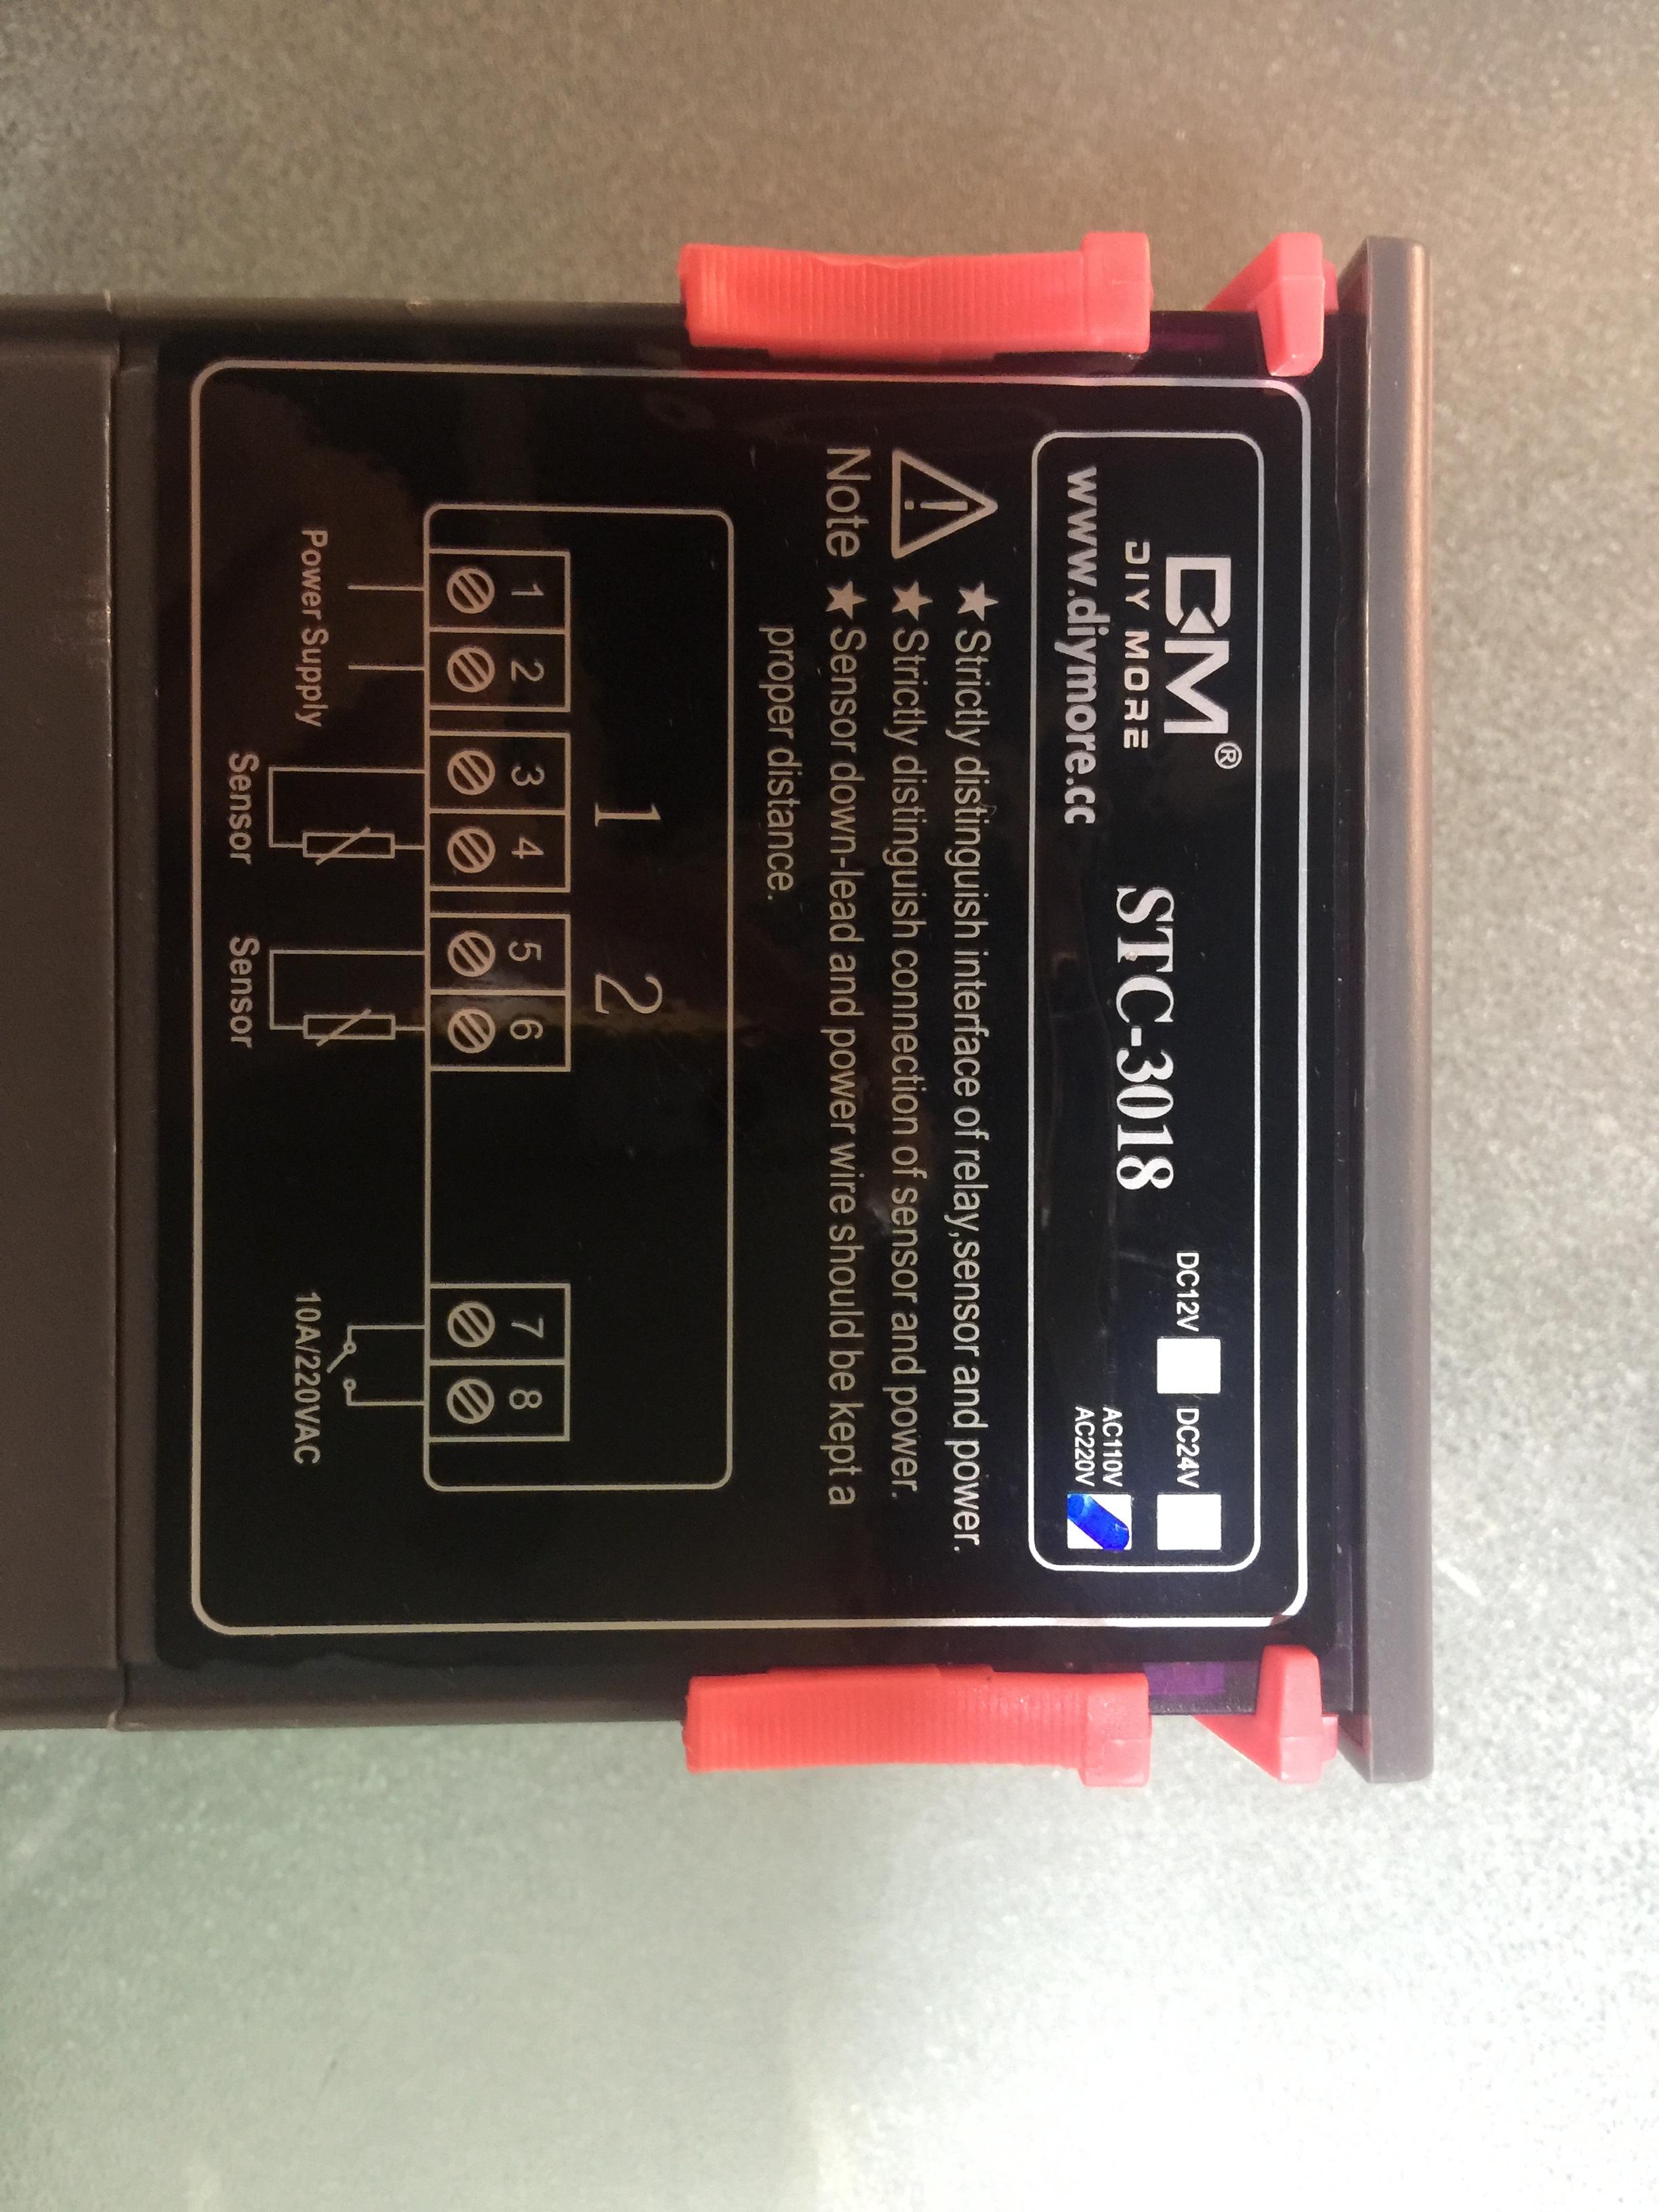 DM®
DIY MORE
www.diymore.cc
STC-3018
DC12V
DC24V
AC110V
AC220V
★Strictly distinguish interface of relay,sensor and power.
★Strictly distinguish connection of sensor and power.
Note ★Sensor down-lead and power wire should be kept a
proper distance.
1 2
1 2 3 4 5 6 7 8
Power Supply
10A/220VAC
Sensor Sensor